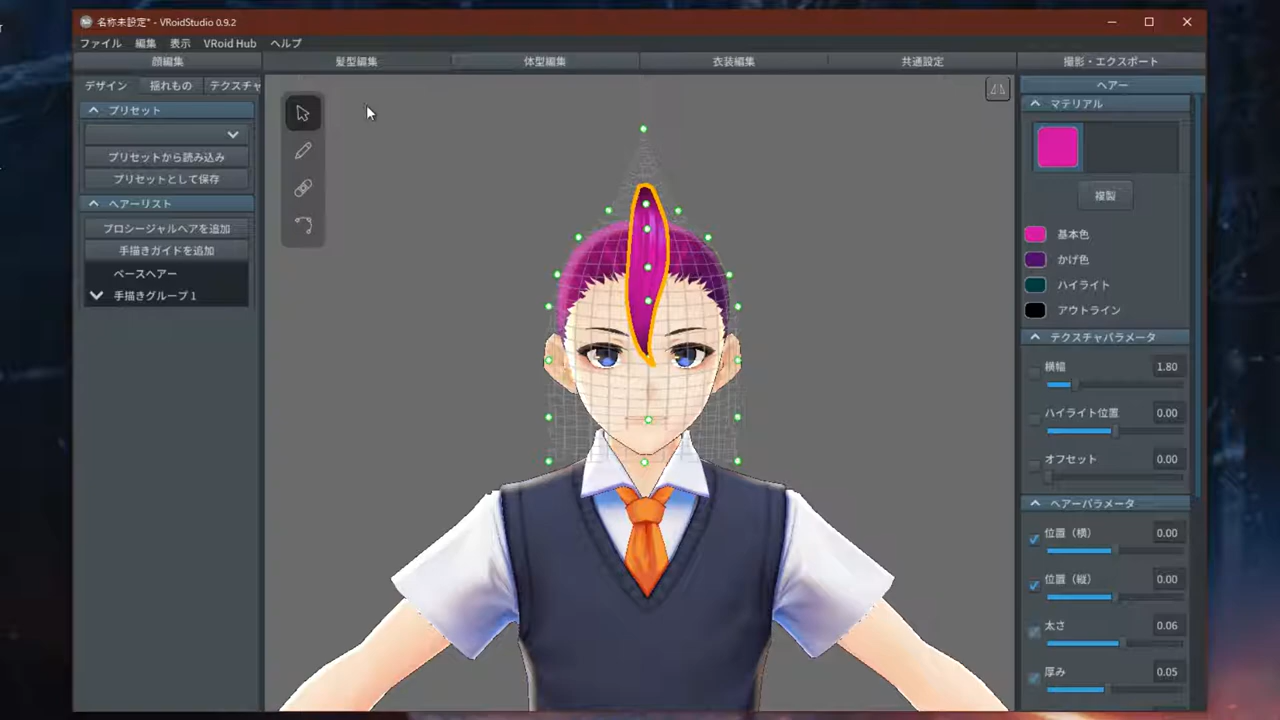 名称未設定* - VRoidStudio 0.9.2
ファイル 編集 表示 VRoid Hub ヘルプ
顔編集 髪型編集 体型編集 衣装編集 共通設定 撮影・エクスポート
デザイン 揺れもの テクスチャ
プリセット
プリセットから読み込み
プリセットとして保存
ヘアーリスト
プロシージャルヘアを追加
手描きガイドを追加
ベースヘアー
手描きグループ1
ヘアー
マテリアル
複製
基本色
かげ色
ハイライト
アウトライン
テクスチャパラメータ
横幅 1.80
ハイライト位置 0.00
オフセット 0.00
ヘアーパラメータ
位置（横） 0.00
位置（縦） 0.00
太さ 0.06
厚み 0.05